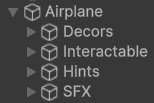 Airplane
Decors
Interactable
Hints
SFX